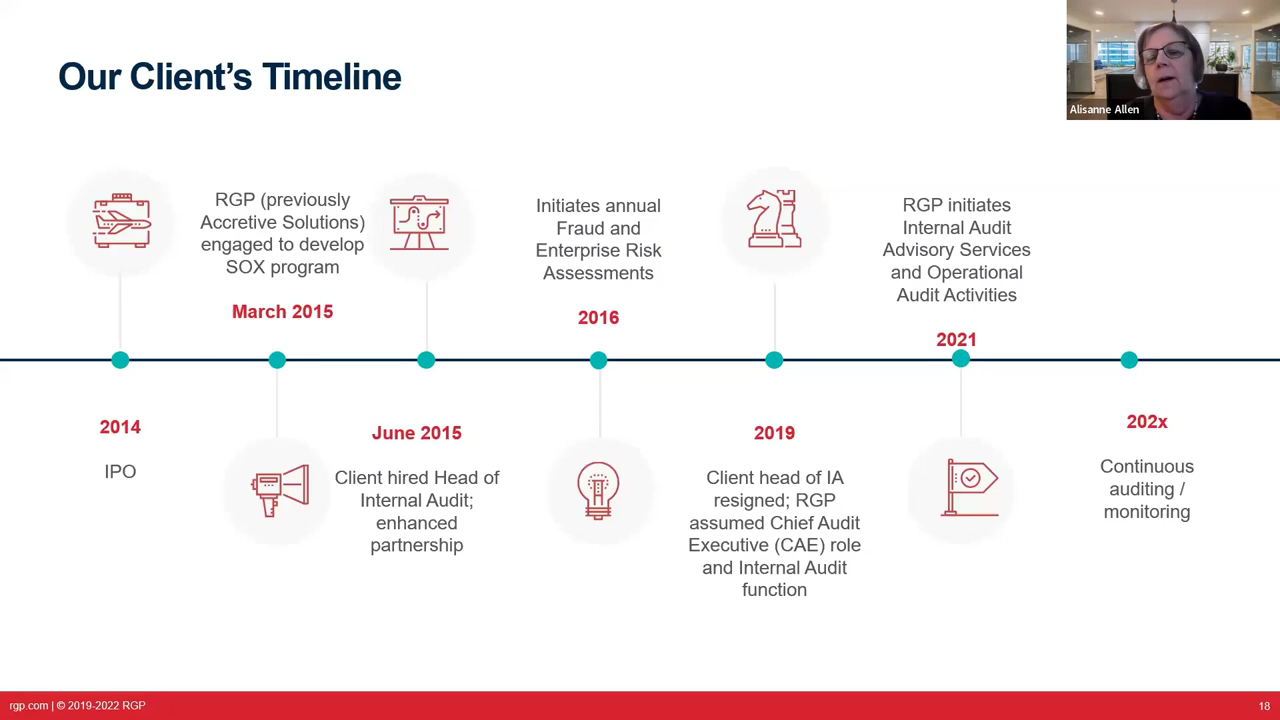 Our Client's Timeline
Alisanne Allen
RGP (previously
Accretive Solutions)
engaged to develop
SOX program
March 2015
Initiates annual
Fraud and
Enterprise Risk
Assessments
2016
RGP initiates
Internal Audit
Advisory Services
and Operational
Audit Activities
2021
2014
IPO
June 2015
Client hired Head of
Internal Audit;
enhanced
partnership
2019
Client head of IA
resigned; RGP
assumed Chief Audit
Executive (CAE) role
and Internal Audit
function
202x
Continuous
auditing /
monitoring
rgp.com | © 2019-2022 RGP
18